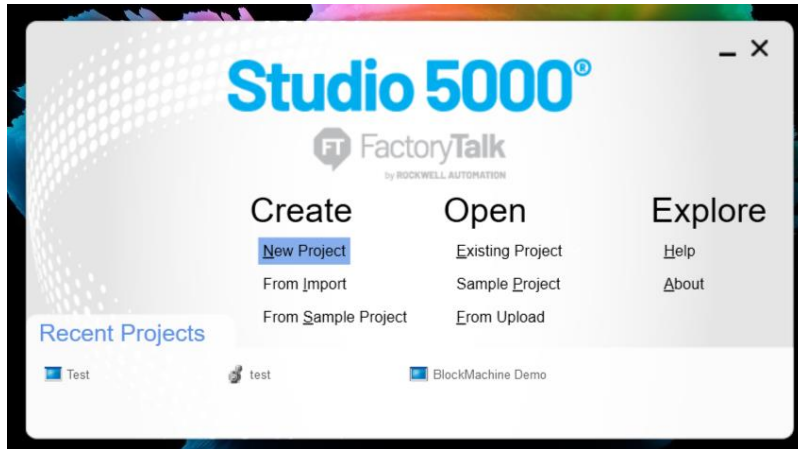 Studio 5000®
FT FactoryTalk
by ROCKWELL AUTOMATION
Create
New Project
From Import
From Sample Project
Open
Existing Project
Sample Project
From Upload
Explore
Help
About
Recent Projects
Test
test
BlockMachine Demo